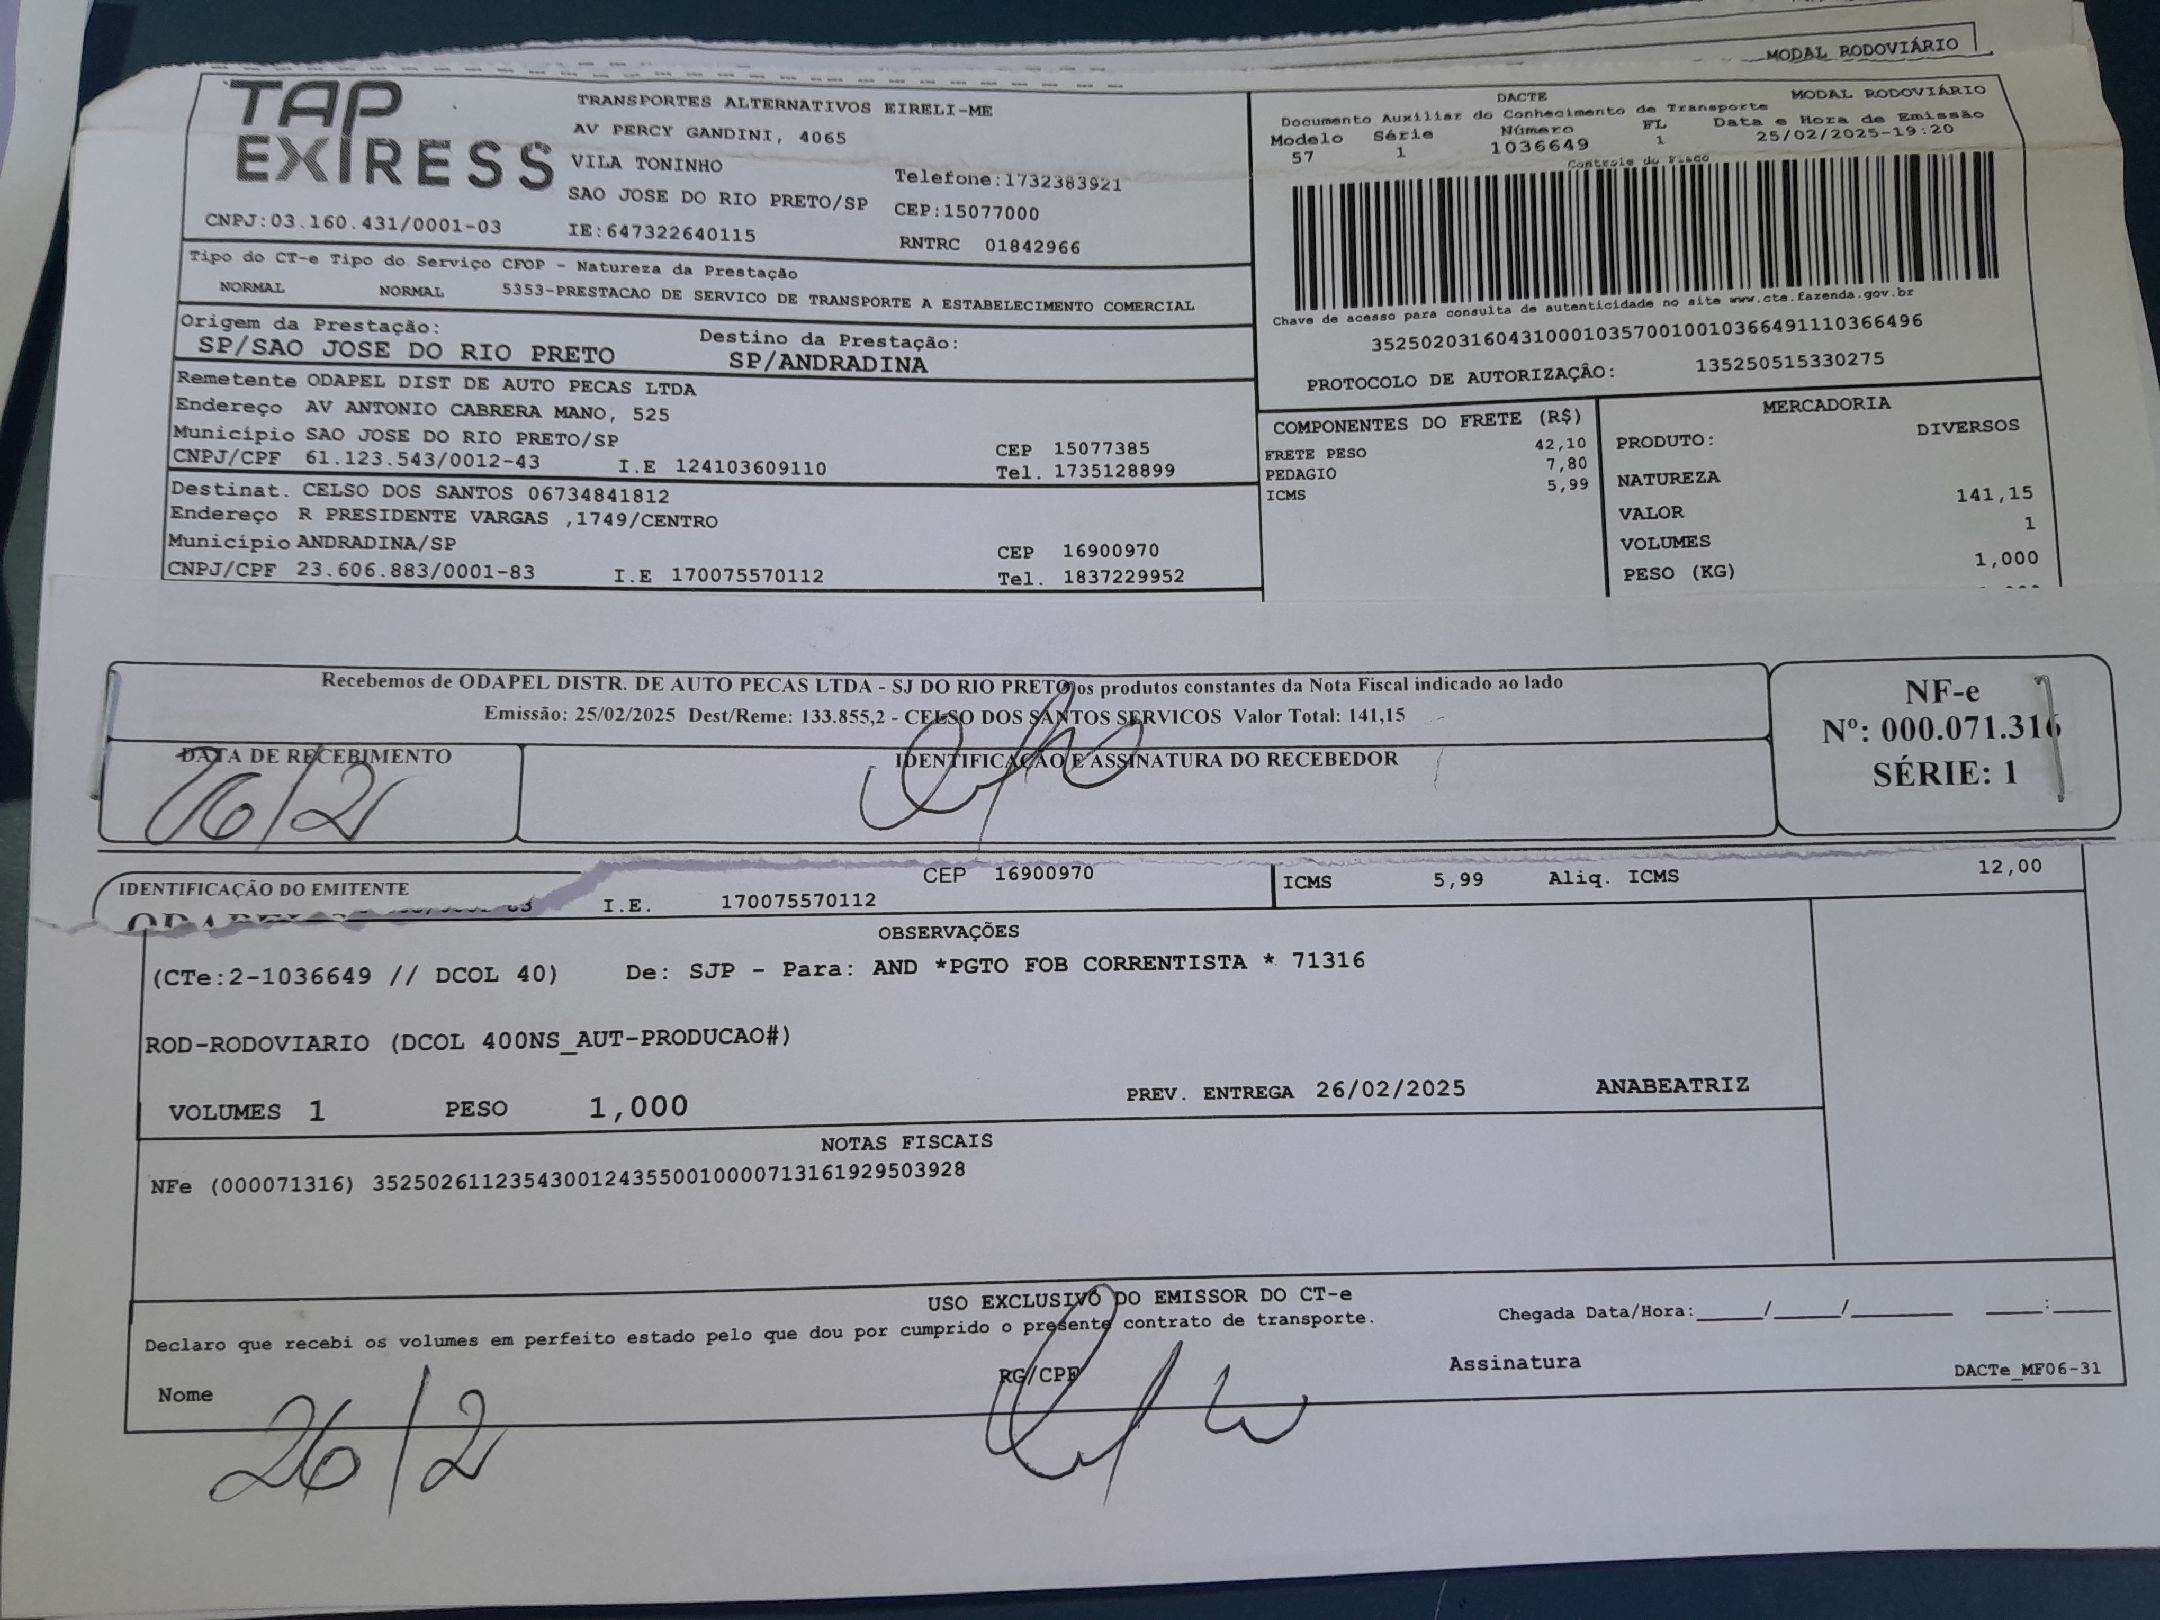 MODAL RODOVIÁRIO
TAP
EXIRESS
TRANSPORTES ALTERNATIVOS EIRELI-ME
AV PERCY GANDINI, 4065
VILA TONINHO
Telefone:1732383921
SAO JOSE DO RIO PRETO/SP CEP:15077000
CNPJ:03.160.431/0001-03 IE:647322640115 RNTRC 01842966
DACTE MODAL RODOVIÁRIO
Documento Auxiliar do Conhecimento de Transporte
Modelo Série Número FL Data e Hora de Emissão
57 1 1036649 1 25/02/2025-19:20
Controle do Fisco
Chave de acesso para consulta de autenticidade no site www.cte.fazenda.gov.br
35250203160431000103570010010366491110366496
PROTOCOLO DE AUTORIZAÇÃO: 135250515330275
Tipo do CT-e Tipo do Serviço CFOP - Natureza da Prestação
NORMAL NORMAL 5353-PRESTACAO DE SERVICO DE TRANSPORTE A ESTABELECIMENTO COMERCIAL
Origem da Prestação: Destino da Prestação:
SP/SAO JOSE DO RIO PRETO SP/ANDRADINA
Remetente ODAPEL DIST DE AUTO PECAS LTDA
Endereço AV ANTONIO CABRERA MANO, 525
Município SAO JOSE DO RIO PRETO/SP CEP 15077385
CNPJ/CPF 61.123.543/0012-43 I.E 124103609110 Tel. 1735128899
Destinat. CELSO DOS SANTOS 06734841812
Endereço R PRESIDENTE VARGAS ,1749/CENTRO
Município ANDRADINA/SP CEP 16900970
CNPJ/CPF 23.606.883/0001-83 I.E 170075570112 Tel. 1837229952
COMPONENTES DO FRETE (R$)
FRETE PESO 42,10
PEDAGIO 7,80
ICMS 5,99
MERCADORIA
PRODUTO: DIVERSOS
NATUREZA
VALOR 141,15
VOLUMES 1
PESO (KG) 1,000
Recebemos de ODAPEL DISTR. DE AUTO PECAS LTDA - SJ DO RIO PRETO os produtos constantes da Nota Fiscal indicado ao lado
Emissão: 25/02/2025 Dest/Reme: 133.855,2 - CELSO DOS SANTOS SERVICOS Valor Total: 141,15
DATA DE RECEBIMENTO IDENTIFICAÇÃO E ASSINATURA DO RECEBEDOR
26/2
NF-e
Nº: 000.071.316
SÉRIE: 1
IDENTIFICAÇÃO DO EMITENTE
CEP 16900970 ICMS 5,99 Aliq. ICMS 12,00
I.E. 170075570112
OBSERVAÇÕES
(CTe:2-1036649 // DCOL 40) De: SJP - Para: AND *PGTO FOB CORRENTISTA * 71316
ROD-RODOVIARIO (DCOL 400NS_AUT-PRODUCAO#)
VOLUMES 1 PESO 1,000 PREV. ENTREGA 26/02/2025 ANABEATRIZ
NOTAS FISCAIS
NFe (000071316) 35250261123543001243550010000713161929503928
USO EXCLUSIVO DO EMISSOR DO CT-e
Declaro que recebi os volumes em perfeito estado pelo que dou por cumprido o presente contrato de transporte. Chegada Data/Hora:____/____/______ ____:____
Nome RG/CPF Assinatura DACTe_MF06-31
26/2